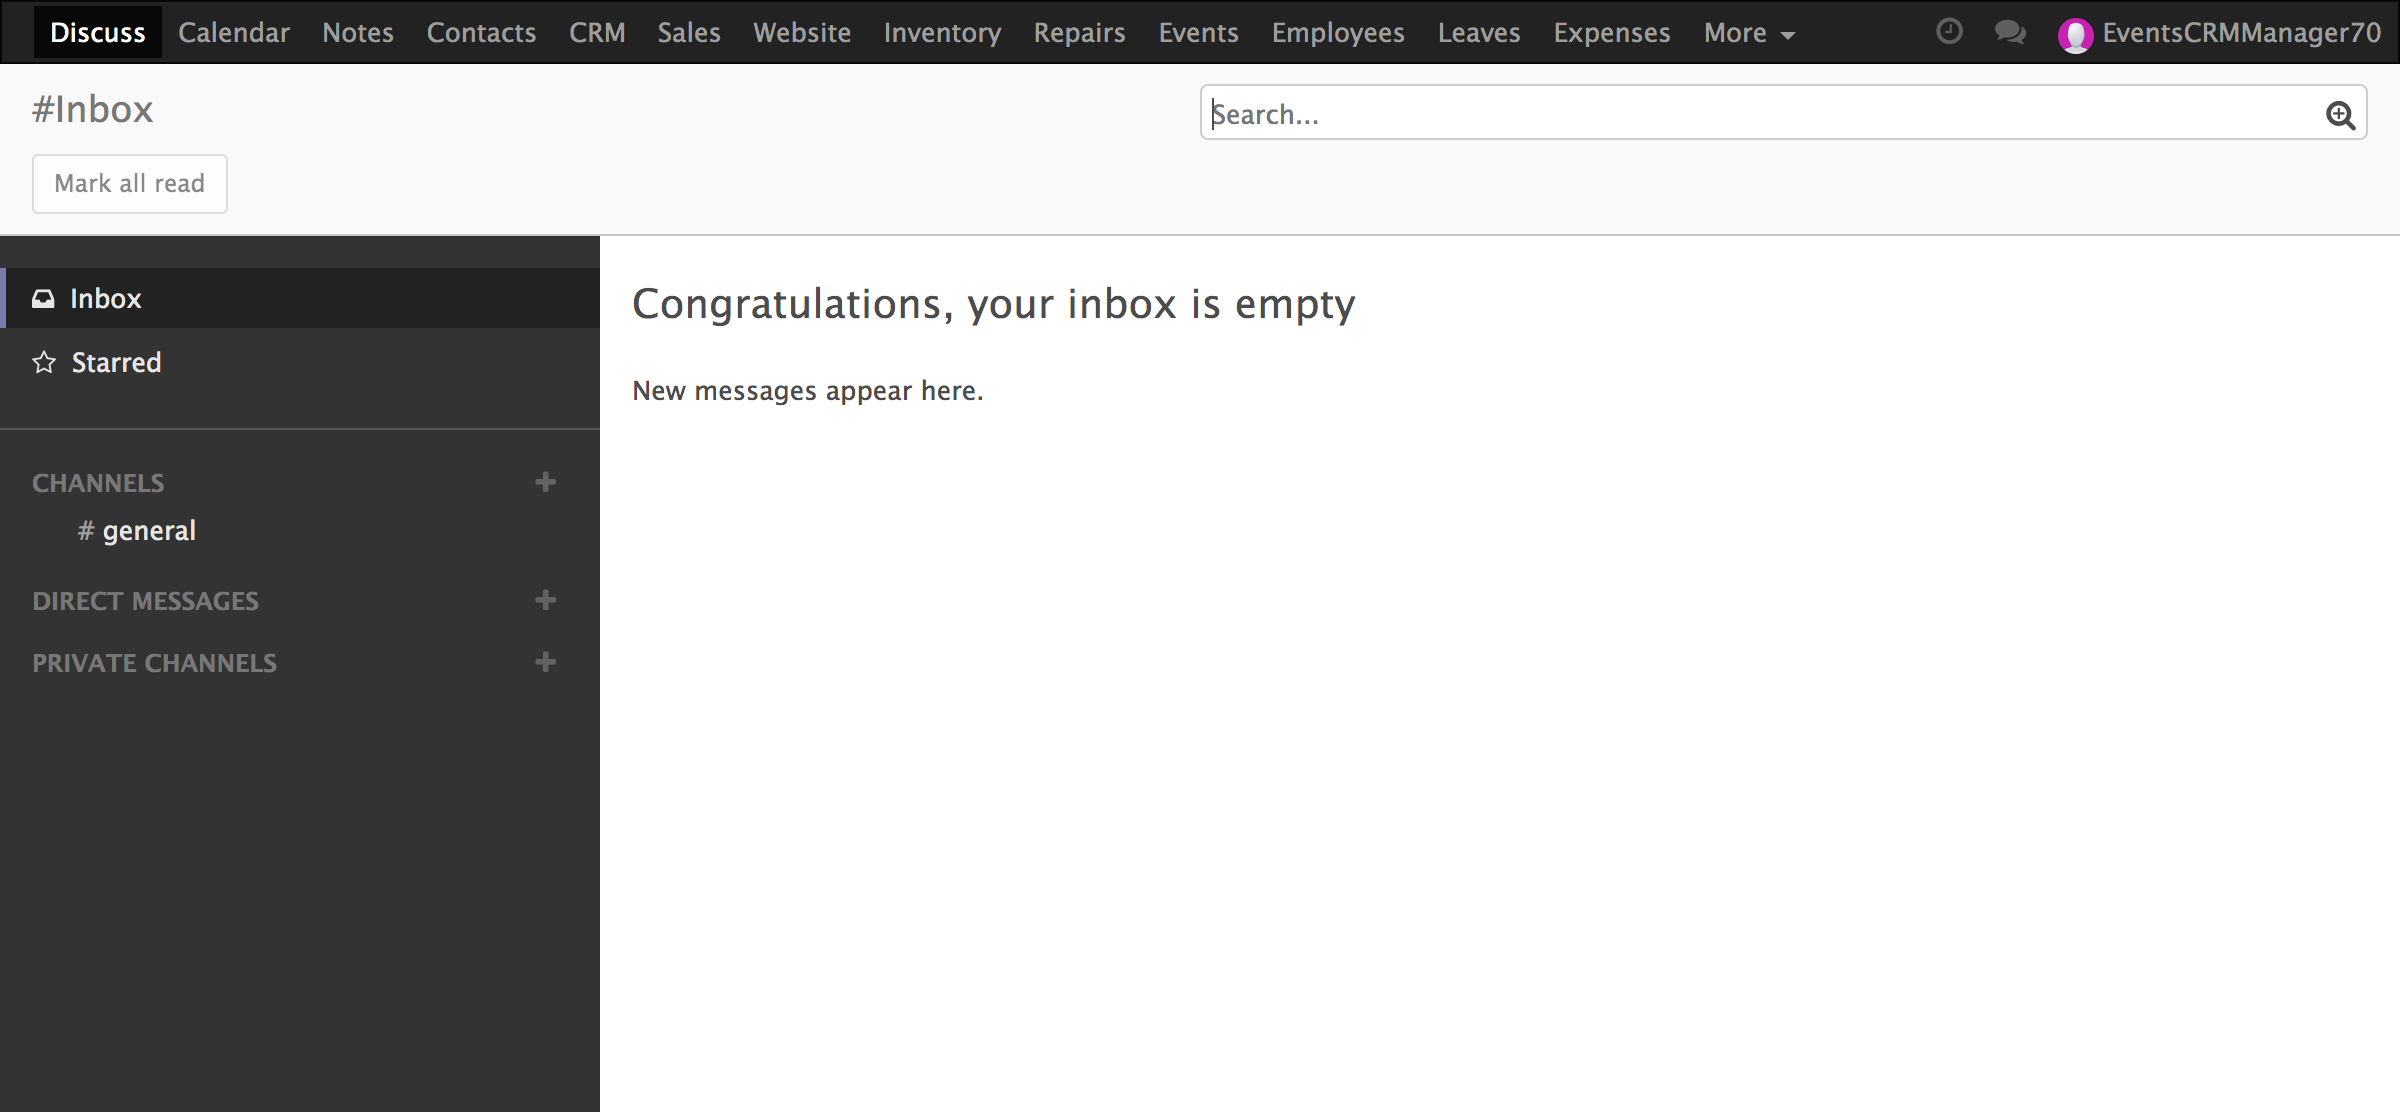 Discuss Calendar Notes Contacts CRM Sales Website Inventory Repairs Events Employees Leaves Expenses More EventsCRMManager70
#Inbox
Search...
Mark all read
Inbox
Starred
CHANNELS
# general
DIRECT MESSAGES
PRIVATE CHANNELS
Congratulations, your inbox is empty
New messages appear here.